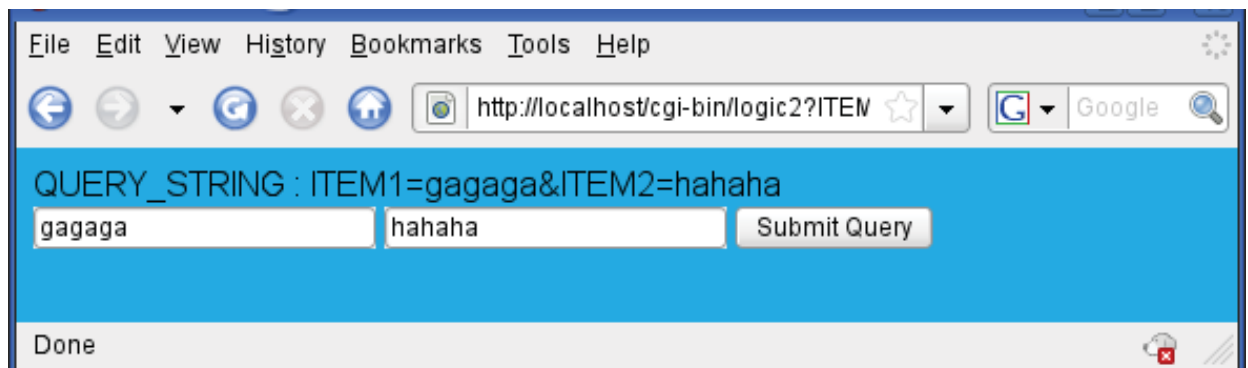 File Edit View History Bookmarks Tools Help
http://localhost/cgi-bin/logic2?ITEM
G Google
QUERY_STRING : ITEM1=gagaga&ITEM2=hahaha
gagaga hahaha Submit Query
Done